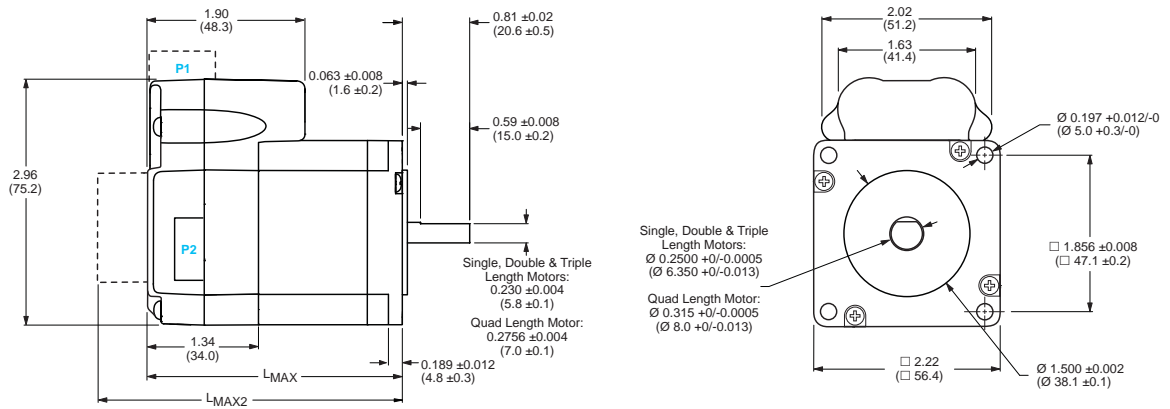 1.90
(48.3)
0.81 ±0.02
(20.6 ±0.5)
P1
0.063 ±0.008
(1.6 ±0.2)
0.59 ±0.008
(15.0 ±0.2)
2.96
(75.2)
P2
Single, Double & Triple
Length Motors:
0.230 ±0.004
(5.8 ±0.1)
Quad Length Motor:
0.2756 ±0.004
(7.0 ±0.1)
1.34
(34.0)
0.189 ±0.012
(4.8 ±0.3)
LMAX
LMAX2
2.02
(51.2)
1.63
(41.4)
Ø 0.197 +0.012/-0
(Ø 5.0 +0.3/-0)
Single, Double & Triple
Length Motors:
Ø 0.2500 +0/-0.0005
(Ø 6.350 +0/-0.013)
Quad Length Motor:
Ø 0.315 +0/-0.0005
(Ø 8.0 +0/-0.013)
□ 1.856 ±0.008
(□ 47.1 ±0.2)
□ 2.22
(□ 56.4)
Ø 1.500 ±0.002
(Ø 38.1 ±0.1)